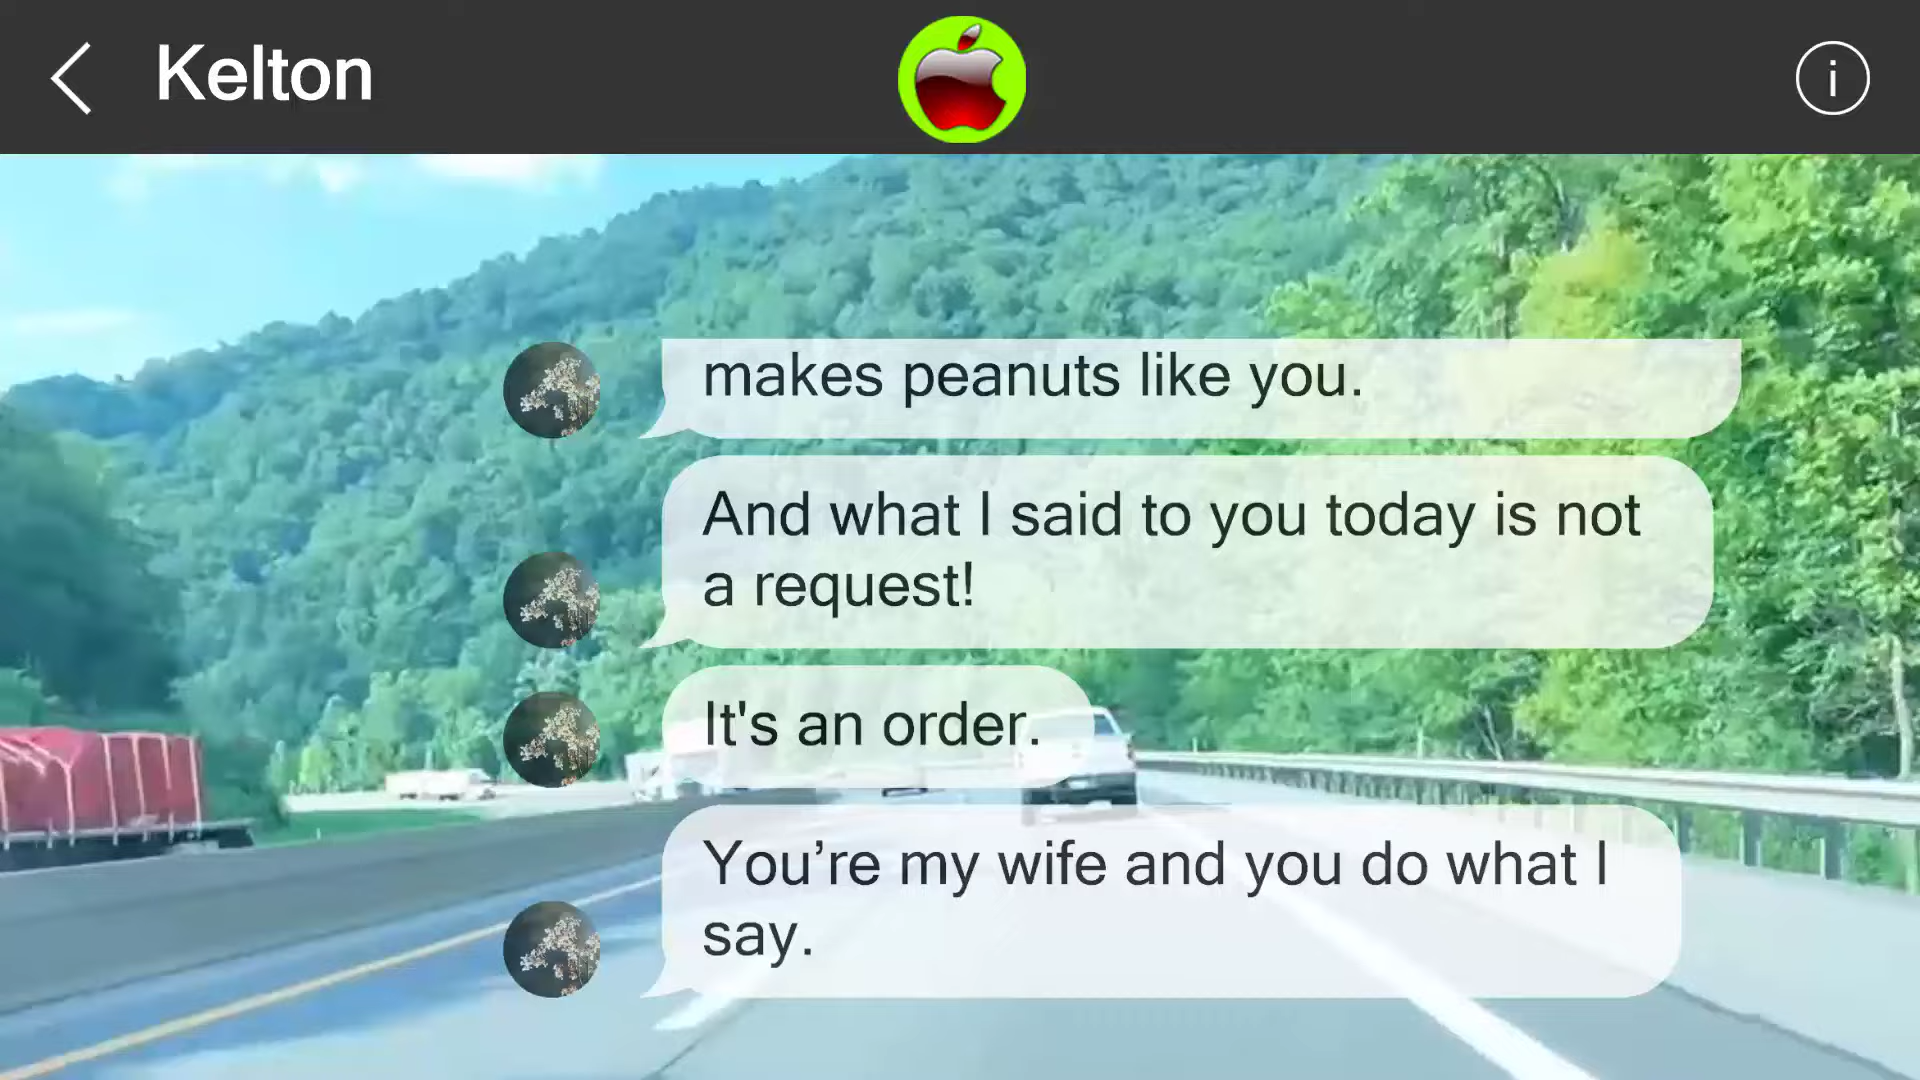 Kelton
i
makes peanuts like you.
And what I said to you today is not
a request!
It's an order.
You’re my wife and you do what I
say.